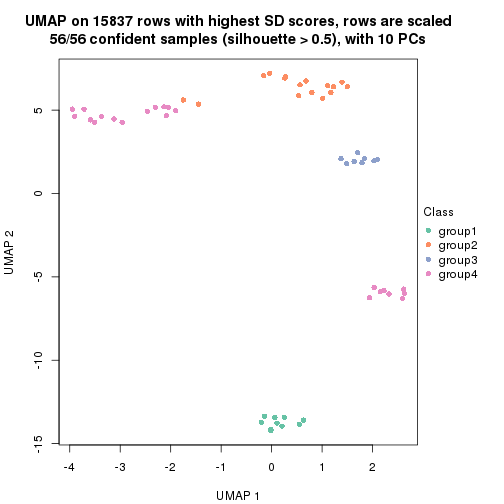 UMAP on 15837 rows with highest SD scores, rows are scaled
56/56 confident samples (silhouette > 0.5), with 10 PCs
5
0
-5
-10
-15
UMAP 2
-4
-3
-2
-1
0
1
2
UMAP 1
Class
group1
group2
group3
group4